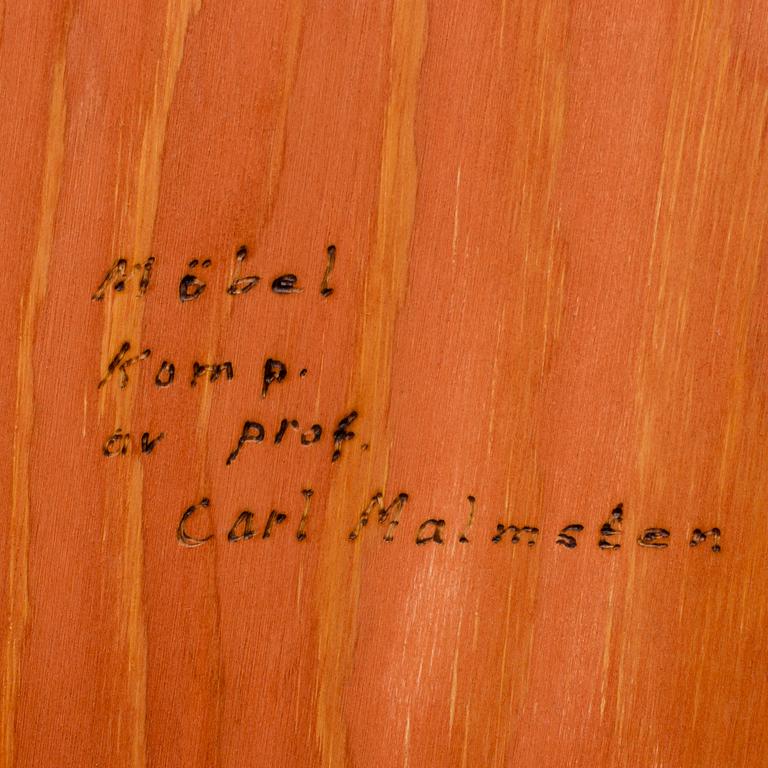 Möbel
Komp.
av prof.
Carl Malmsten